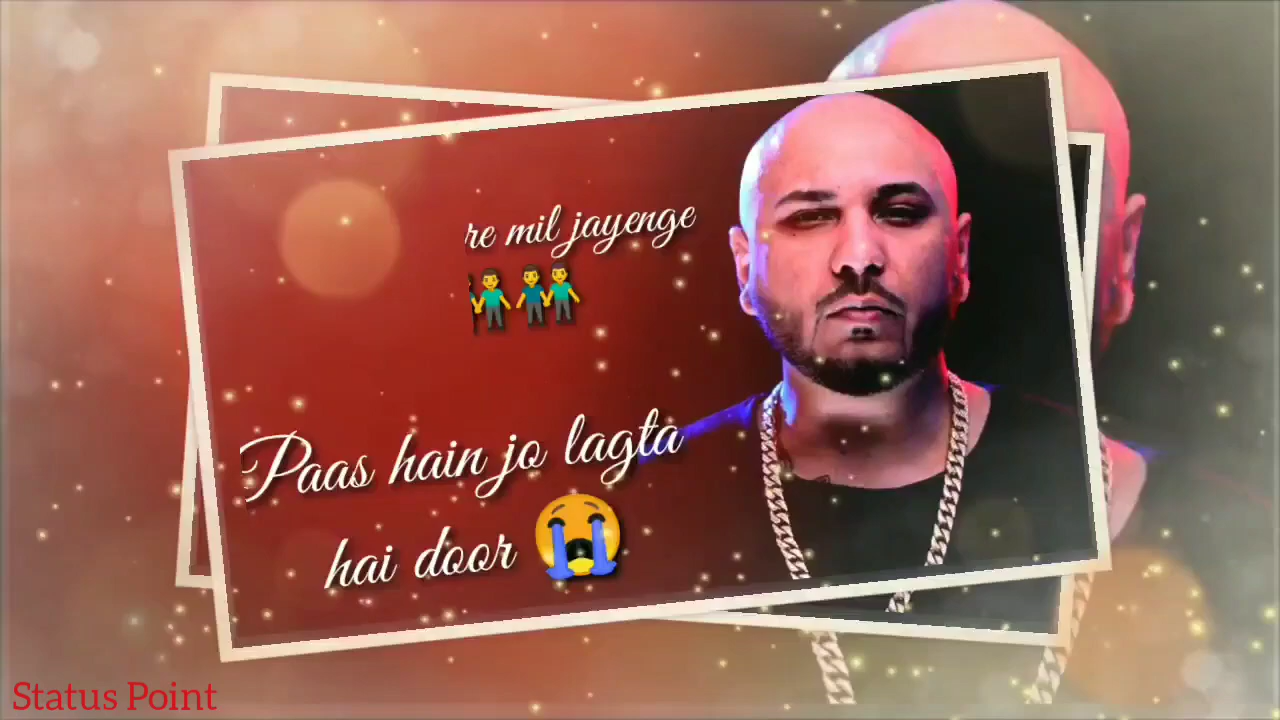 re mil jayenge
👬👬
Paas hain jo lagta
hai door 😭
Status Point